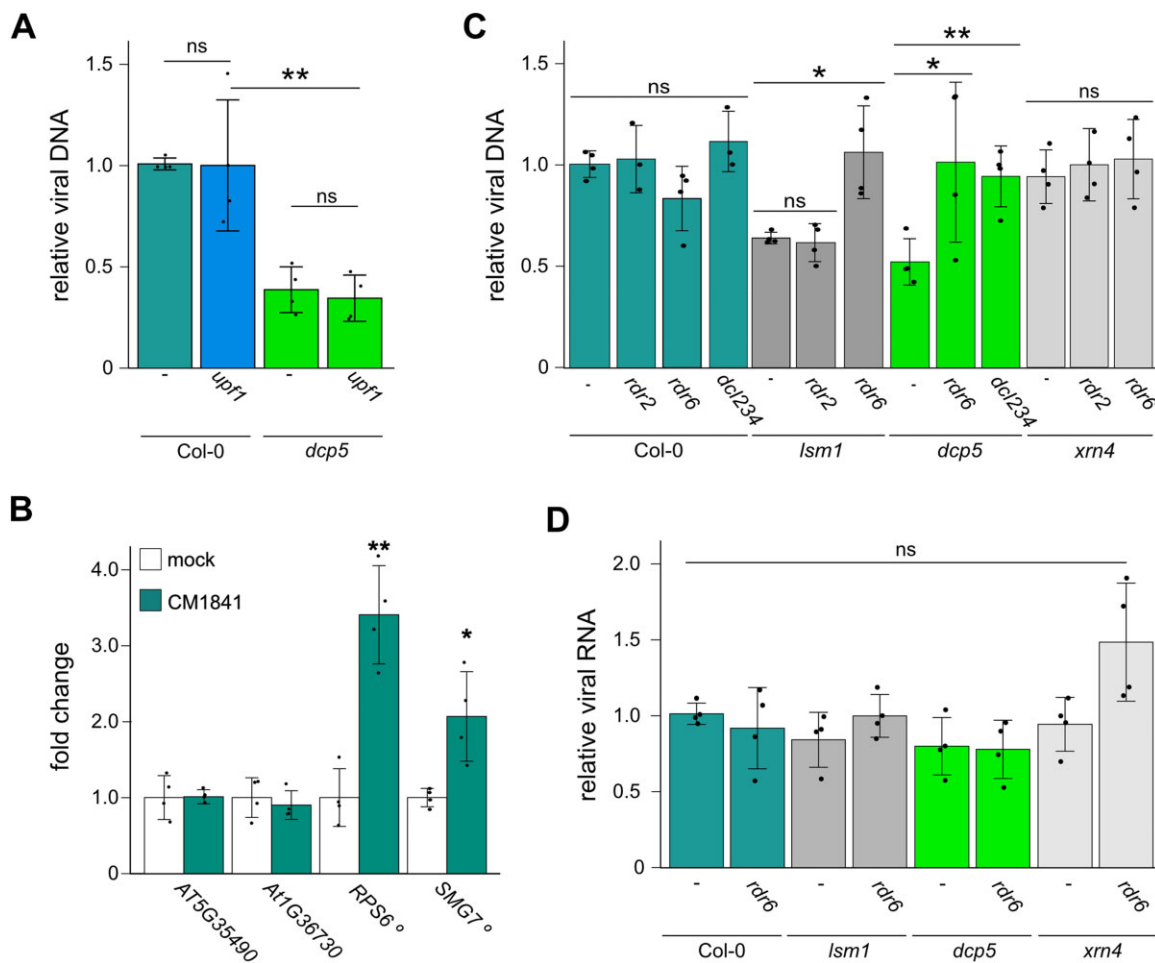 A
relative viral DNA
1.5
1.0
0.5
0
ns
**
ns
-
upf1
-
upf1
Col-0
dcp5
C
relative viral DNA
1.5
1.0
0.5
0
ns
*
ns
**
*
ns
-
rdr2
rdr6
dcl234
-
rdr2
rdr6
-
rdr6
dcl234
-
rdr2
rdr6
Col-0
lsm1
dcp5
xrn4
B
fold change
4.0
3.0
2.0
1.0
0
mock
CM1841
**
*
AT5G35490
At1G36730
RPS6 °
SMG7 °
D
relative viral RNA
2.0
1.5
1.0
0.5
0
ns
-
rdr6
-
rdr6
-
rdr6
-
rdr6
Col-0
lsm1
dcp5
xrn4